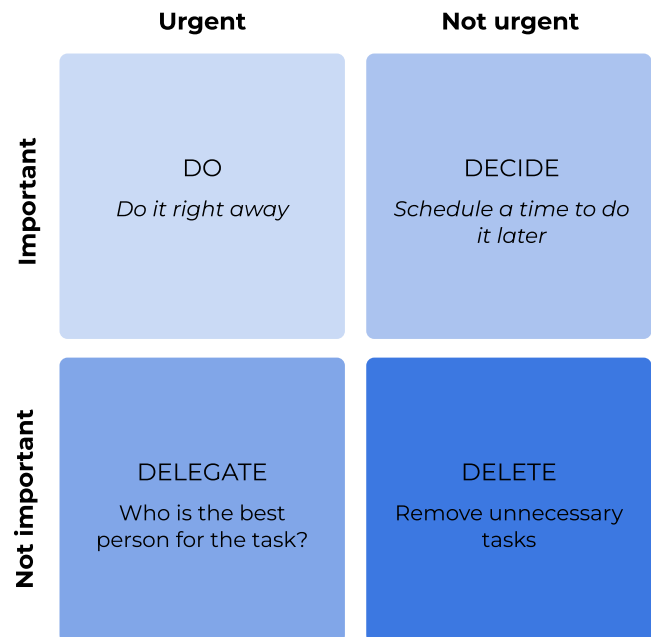 Urgent
Not urgent
Important
DO
Do it right away
DECIDE
Schedule a time to do
it later
Not important
DELEGATE
Who is the best
person for the task?
DELETE
Remove unnecessary
tasks